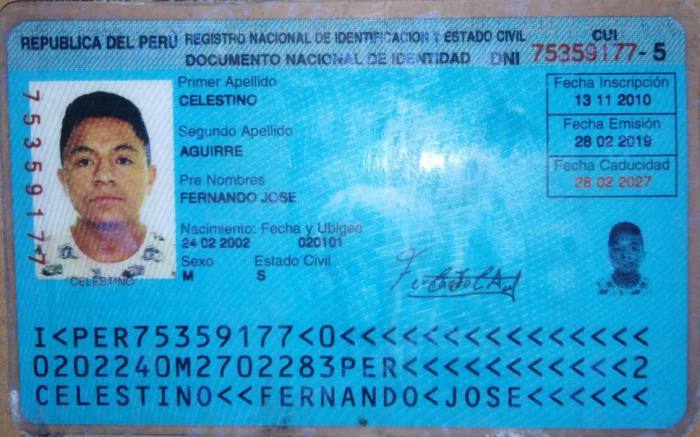 REPUBLICA DEL PERÚ REGISTRO NACIONAL DE IDENTIFICACION Y ESTADO CIVIL
CUI
DOCUMENTO NACIONAL DE IDENTIDAD DNI 75359177-5
75359177
CELESTINO
Primer Apellido
CELESTINO
Segundo Apellido
AGUIRRE
Pre Nombres
FERNANDO JOSE
Nacimiento: Fecha y Ubigeo
24 02 2002 020101
Sexo Estado Civil
M S
Fecha Inscripción
13 11 2010
Fecha Emisión
28 02 2019
Fecha Caducidad
28 02 2027
I<PER75359177<0<<<<<<<<<<<<<<<
0202240M2702283PER<<<<<<<<<<<2
CELESTINO<<FERNANDO<JOSE<<<<<<